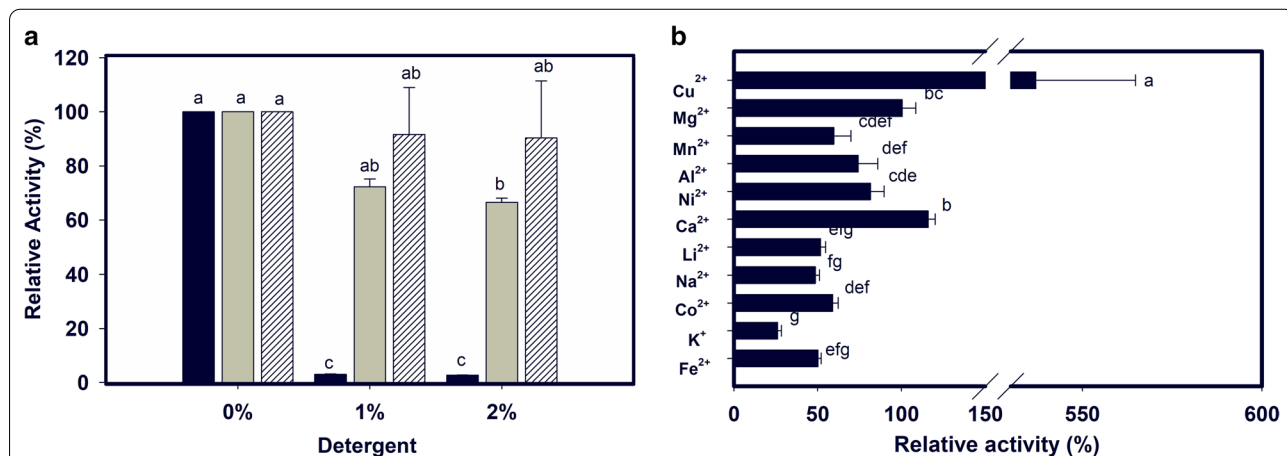 a
120
100
80
60
40
20
0
Relative Activity (%)
a a a
c ab ab
c b ab
0% 1% 2%
Detergent
b
Cu²⁺ a
Mg²⁺ bc
Mn²⁺ cdef
Al²⁺ def
Ni²⁺ cde
Ca²⁺ b
Li²⁺ efg
Na²⁺ fg
Co²⁺ def
K⁺ g
Fe²⁺ efg
0 50 100 150 550 600
Relative activity (%)